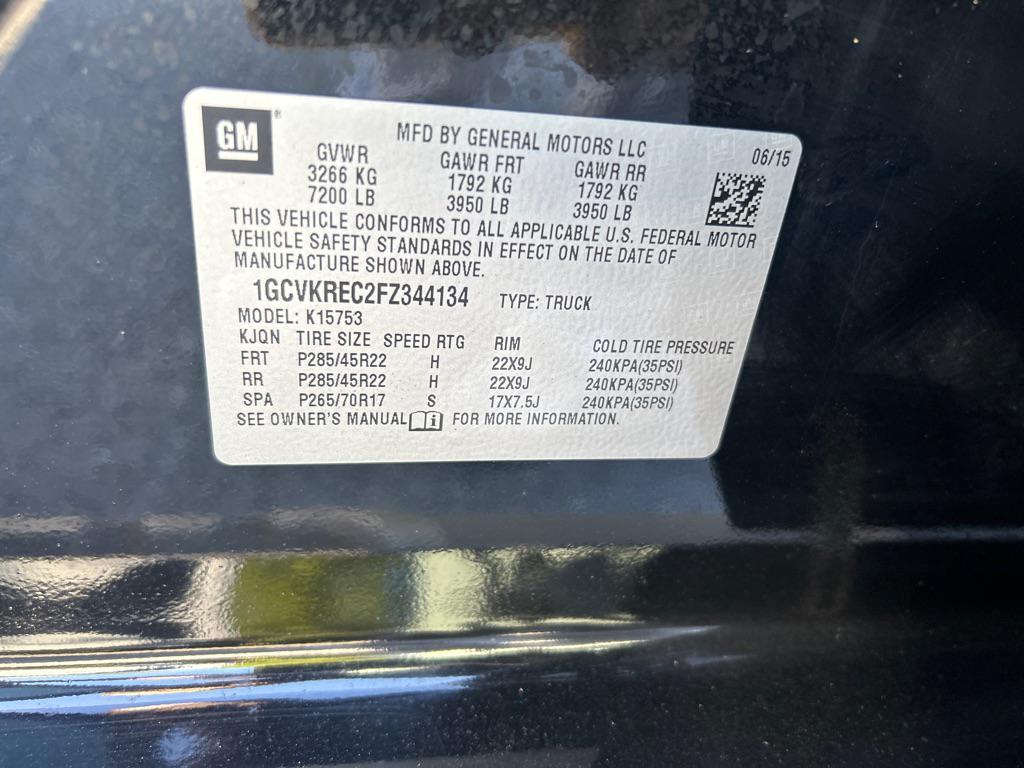 GM®
MFD BY GENERAL MOTORS LLC
06/15
GVWR GAWR FRT GAWR RR
3266 KG 1792 KG 1792 KG
7200 LB 3950 LB 3950 LB
THIS VEHICLE CONFORMS TO ALL APPLICABLE U.S. FEDERAL MOTOR
VEHICLE SAFETY STANDARDS IN EFFECT ON THE DATE OF
MANUFACTURE SHOWN ABOVE.
1GCVKREC2FZ344134 TYPE: TRUCK
MODEL: K15753
KJQN TIRE SIZE SPEED RTG RIM COLD TIRE PRESSURE
FRT P285/45R22 H 22X9J 240KPA(35PSI)
RR P285/45R22 H 22X9J 240KPA(35PSI)
SPA P265/70R17 S 17X7.5J 240KPA(35PSI)
SEE OWNER'S MANUAL i FOR MORE INFORMATION.